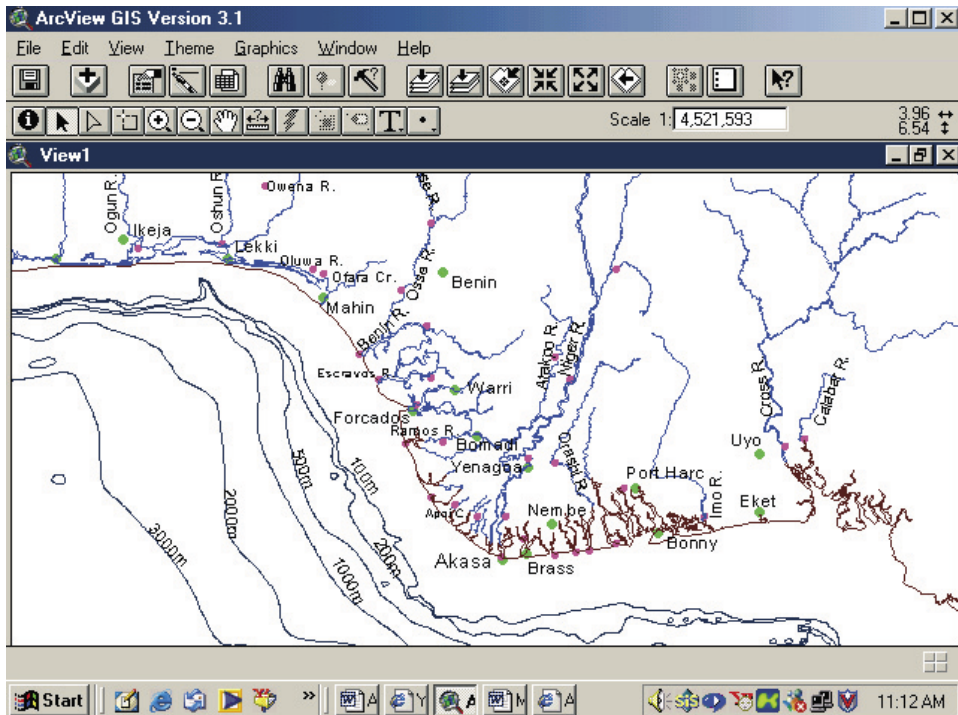 ArcView GIS Version 3.1
File Edit View Theme Graphics Window Help
Scale 1: 4,521,593
3.96
6.54
View1
Ogun R.
Oshun R.
Owena R.
Ikeja
Lekki
Oluwa R.
Ofara Cr.
Mahin
Osse R.
Benin
Benin R.
Escravos R.
Warri
Forcados
Ramos R
Bomadi
Yenagoa
Atakpo R.
Niger R.
Orashi R.
Port Harc
Imo R.
Cross R.
Calabar R.
Uyo
Eket
Nembe
Bonny
Akasa
Brass
100m
200m
500m
1000m
2000m
3000m
Start
A
Y
A
M
A
sis
11:12 AM